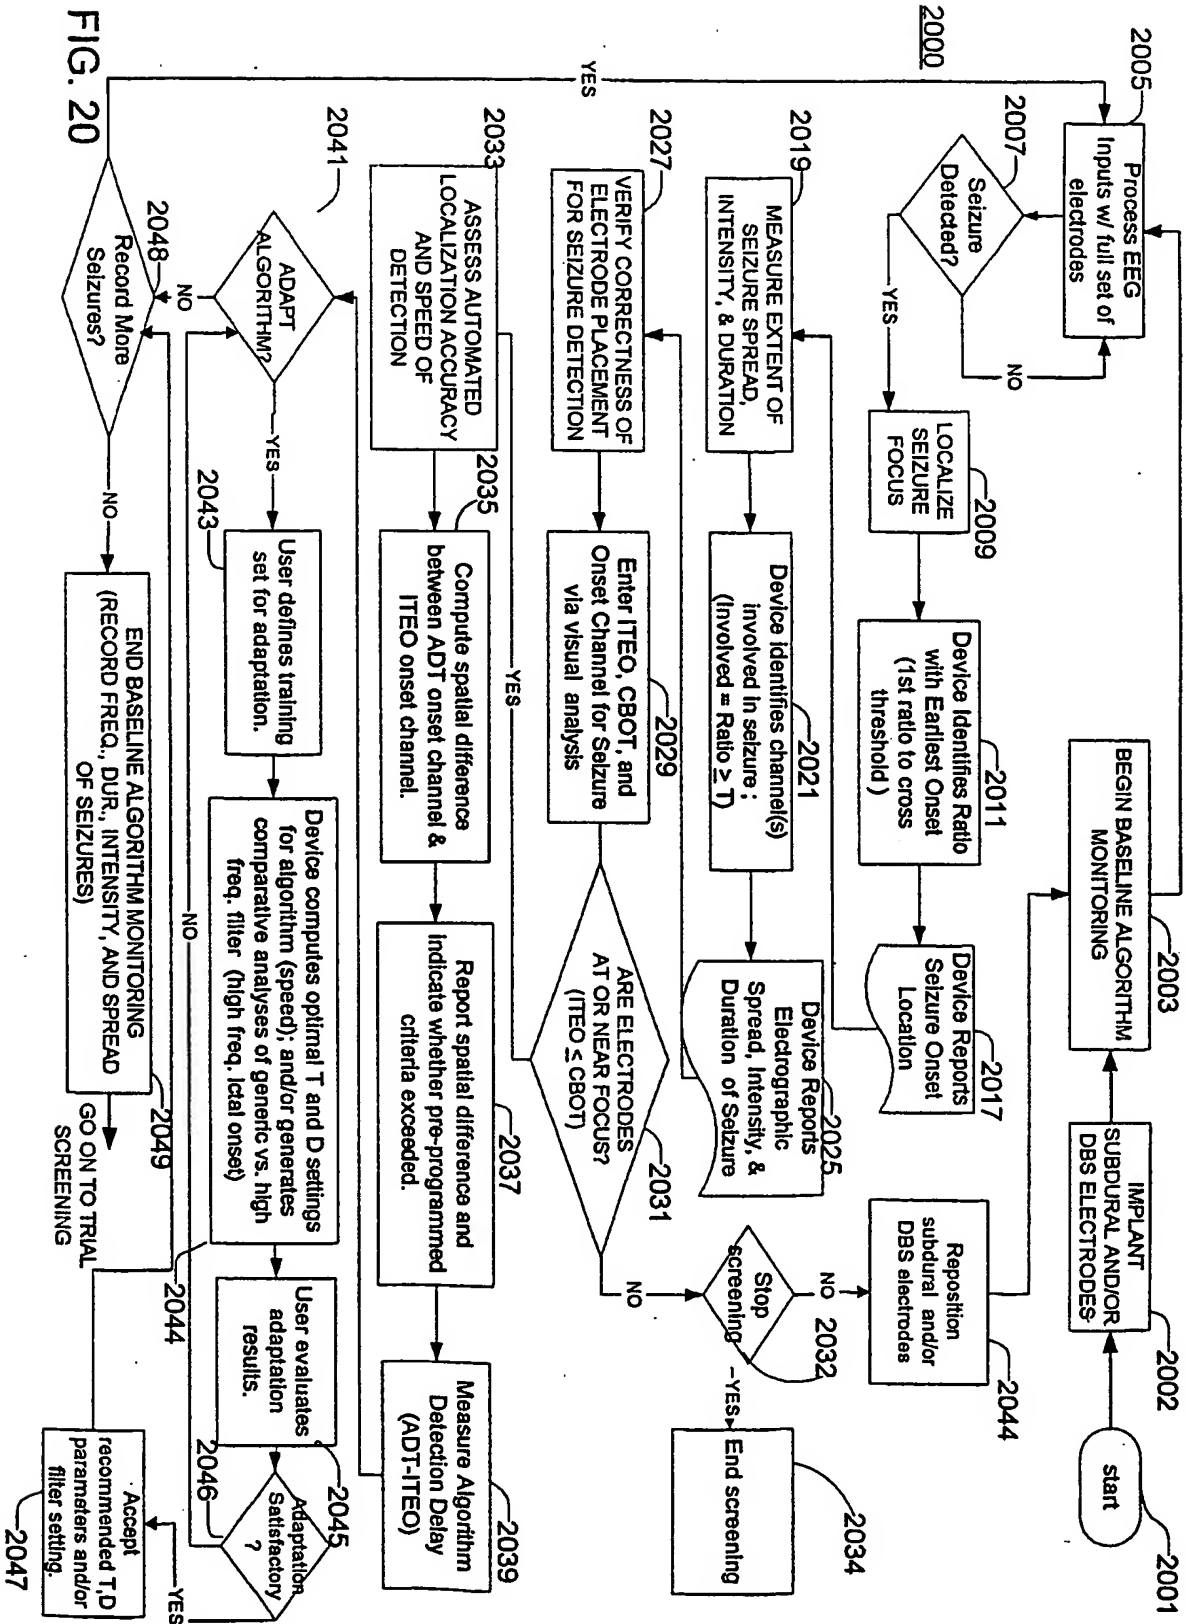 2000
start
2001
IMPLANT
SUBDURAL AND/OR
DBS ELECTRODES
2002
BEGIN BASELINE ALGORITHM
MONITORING
2003
2005
Process EEG
Inputs w/ full set of
electrodes
2007
Seizure
Detected?
NO
YES
LOCALIZE
SEIZURE
FOCUS
2009
Device Identifies Ratio
with Earliest Onset
(1st ratio to cross
threshold )
2011
Device Reports
Seizure Onset
Location
2017
2019
MEASURE EXTENT OF
SEIZURE SPREAD,
INTENSITY, & DURATION
Device identifies channel(s)
involved in seizure ;
(Involved = Ratio ≥ T)
2021
Device Reports
Electrographic
Spread, Intensity, &
Duration of Seizure
2025
2027
VERIFY CORRECTNESS OF
ELECTRODE PLACEMENT
FOR SEIZURE DETECTION
Enter ITEO, CBOT, and
Onset Channel for Seizure
via visual analysis
2029
ARE ELECTRODES
AT OR NEAR FOCUS?
(ITEO ≤ CBOT)
2031
YES
NO
Stop
screening
2032
NO
Reposition
subdural and/or
DBS electrodes
2044
YES
End screening
2034
2033
ASSESS AUTOMATED
LOCALIZATION ACCURACY
AND SPEED OF
DETECTION
2035
Compute spatial difference
between ADT onset channel &
ITEO onset channel.
Report spatial difference and
indicate whether pre-programmed
criteria exceeded.
2037
Measure Algorithm
Detection Delay
(ADT-ITEO)
2039
2041
ADAPT
ALGORITHM?
YES
NO
User defines training
set for adaptation.
2043
Device computes optimal T and D settings
for algorithm (speed); and/or generates
comparative analyses of generic vs. high
freq. filter (high freq. ictal onset)
2044
User evaluates
adaptation
results.
2045
Adaptation
Satisfactory
?
2046
NO
YES
Accept
recommended T,D
parameters and/or
filter setting.
2047
2048
Record More
Seizures?
YES
NO
END BASELINE ALGORITHM MONITORING
(RECORD FREQ., DUR., INTENSITY, AND SPREAD
OF SEIZURES)
2049
GO ON TO TRIAL
SCREENING
FIG. 20